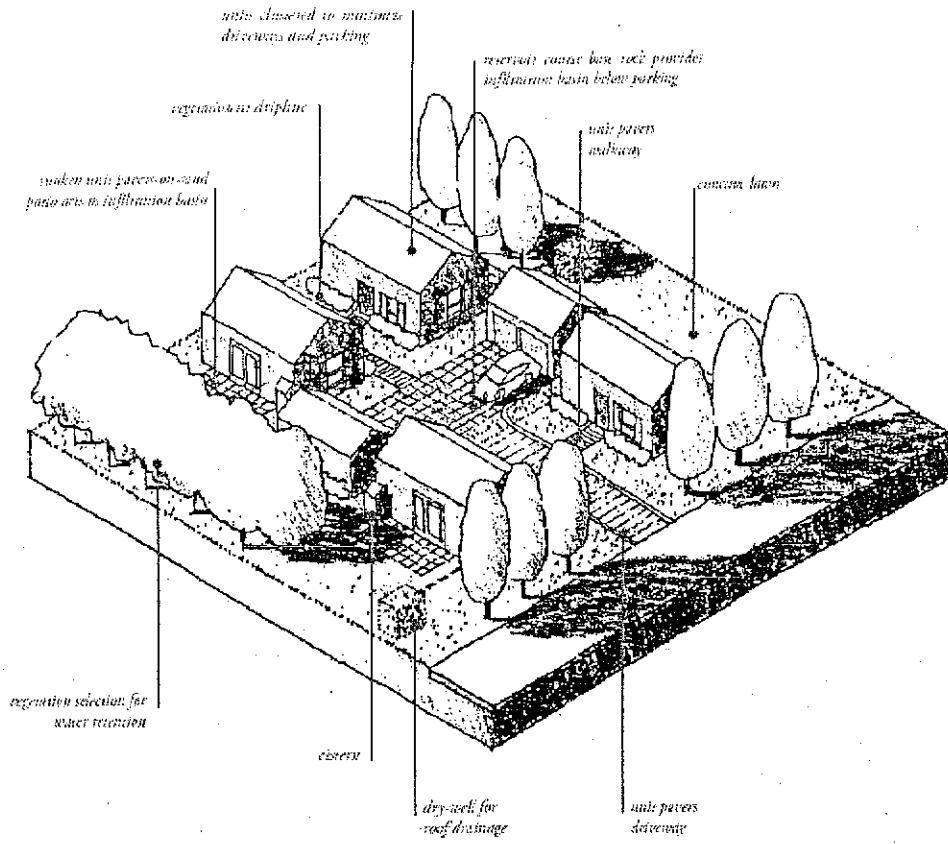 units clustered to minimize
driveways and parking
reservoir course base rock provides
infiltration basin below parking
vegetation at dripline
unit pavers
walkway
sunken unit pavers-on-sand
patio acts as infiltration basin
concave lawn
vegetation selection for
water retention
cistern
dry-well for
roof drainage
unit pavers
driveway